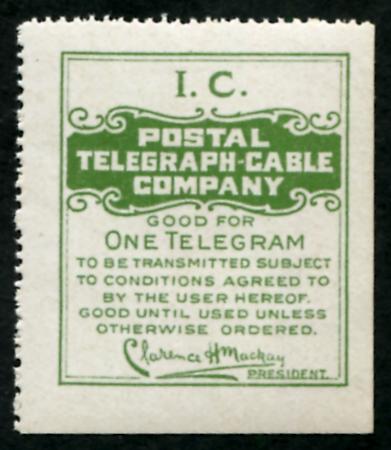 I. C.
POSTAL
TELEGRAPH-CABLE
COMPANY
GOOD FOR
ONE TELEGRAM
TO BE TRANSMITTED SUBJECT
TO CONDITIONS AGREED TO
BY THE USER HEREOF.
GOOD UNTIL USED UNLESS
OTHERWISE ORDERED.
Clarence H Mackay
PRESIDENT.